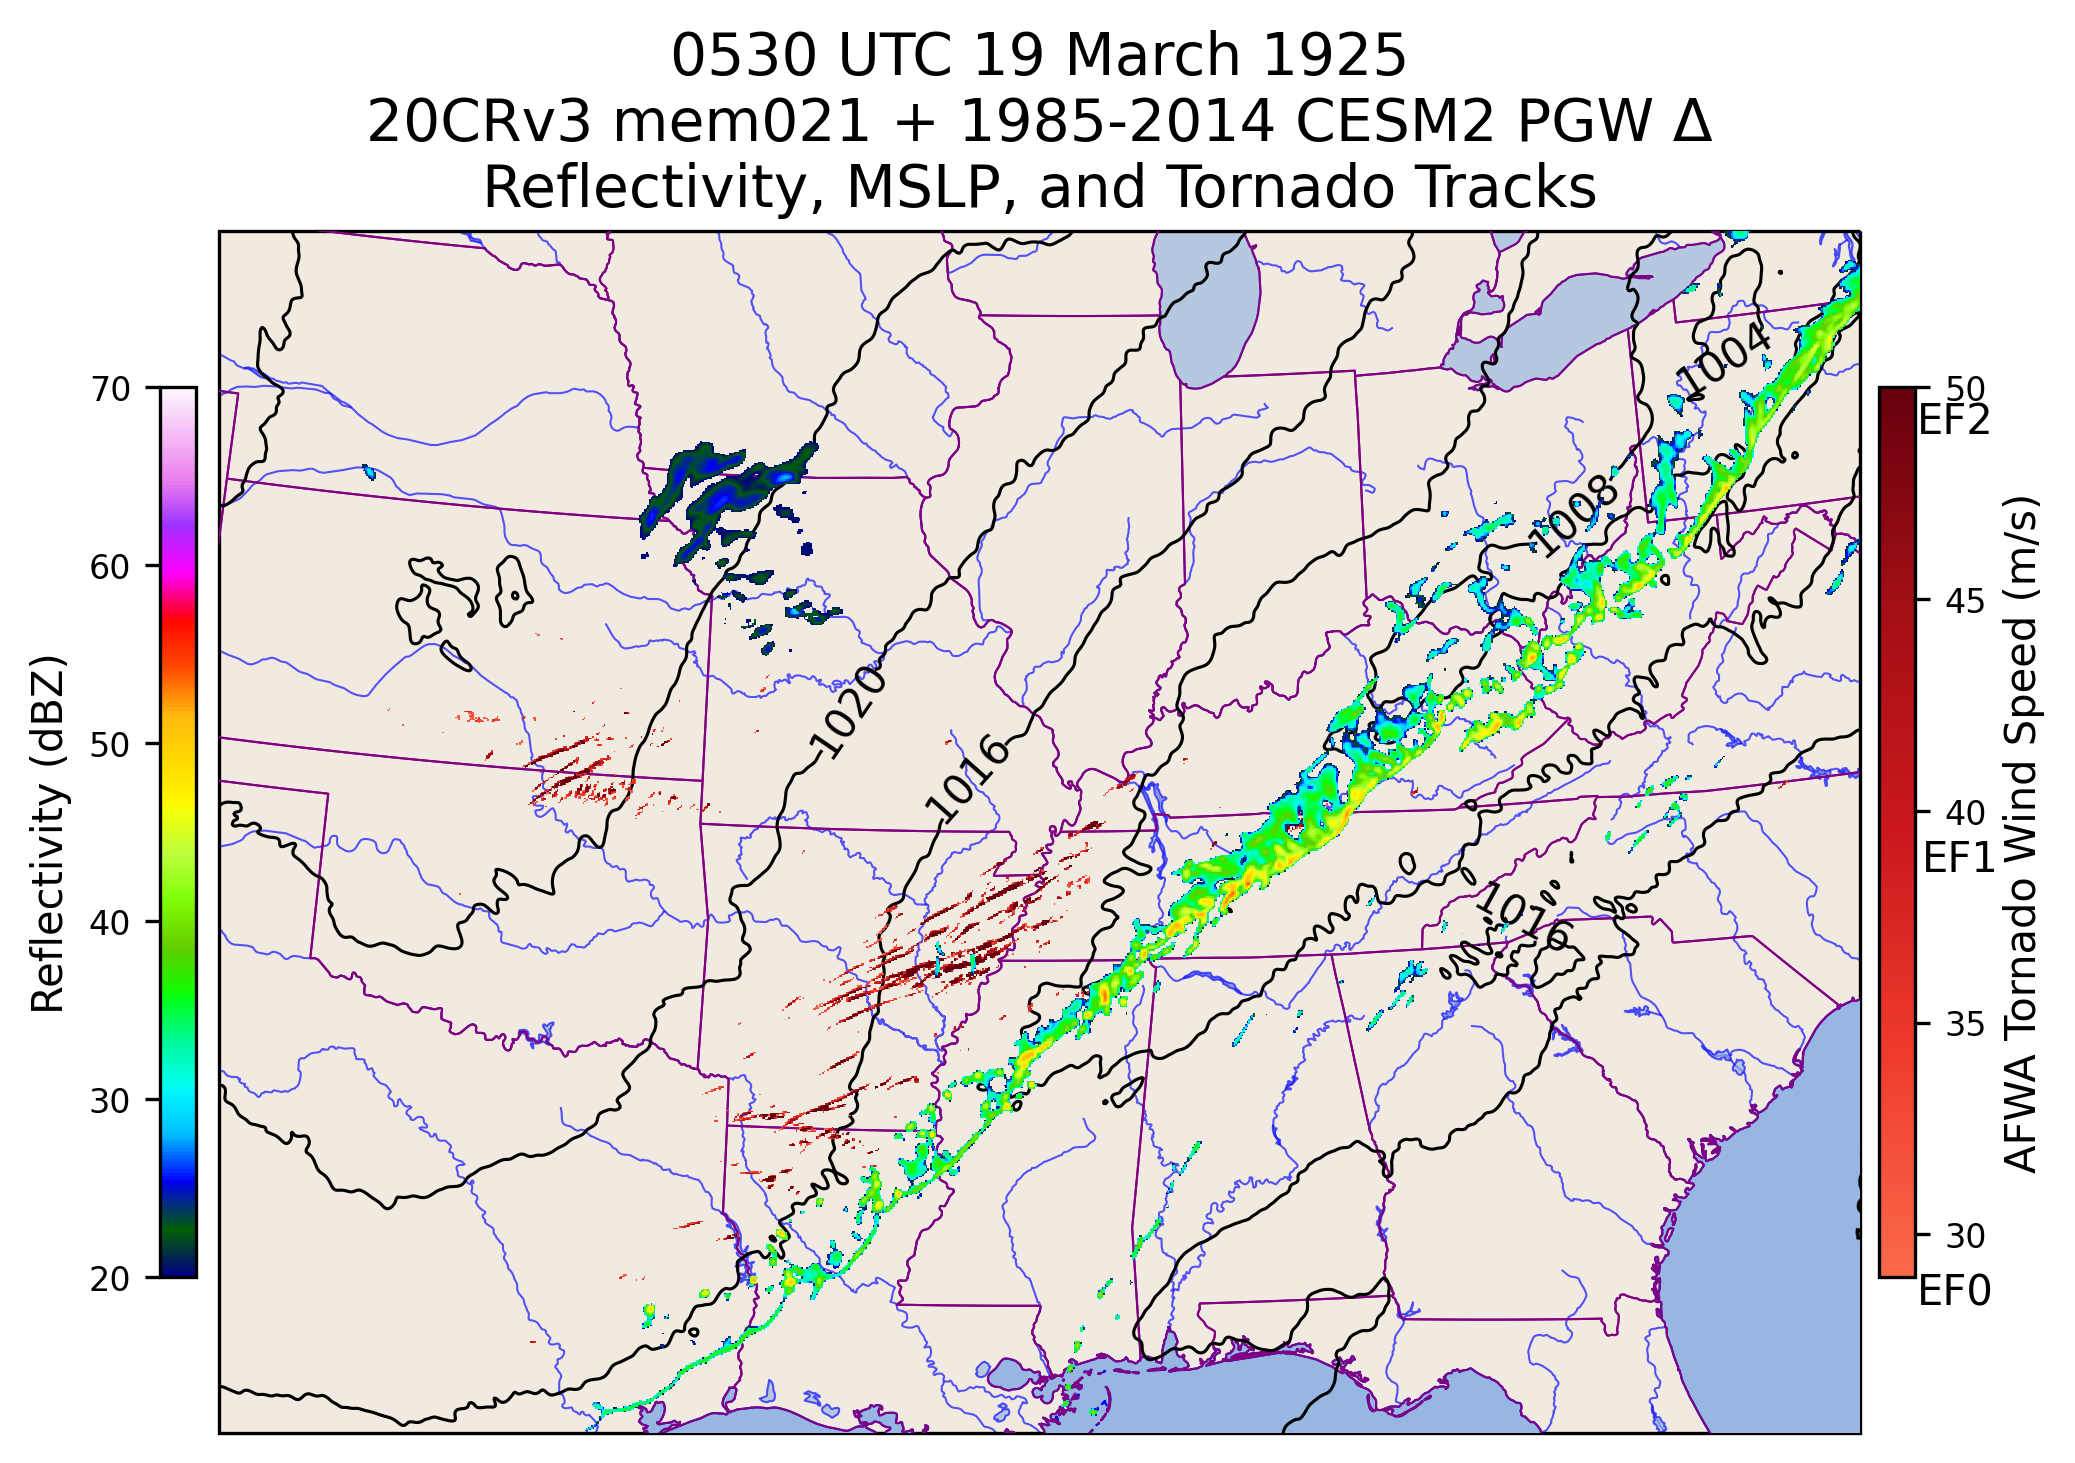 0530 UTC 19 March 1925
20CRv3 mem021 + 1985-2014 CESM2 PGW Δ
Reflectivity, MSLP, and Tornado Tracks
70
60
50
40
30
20
Reflectivity (dBZ)
1004
1008
1020
1016
1016
50
EF2
45
40
EF1
35
30
EF0
AFWA Tornado Wind Speed (m/s)